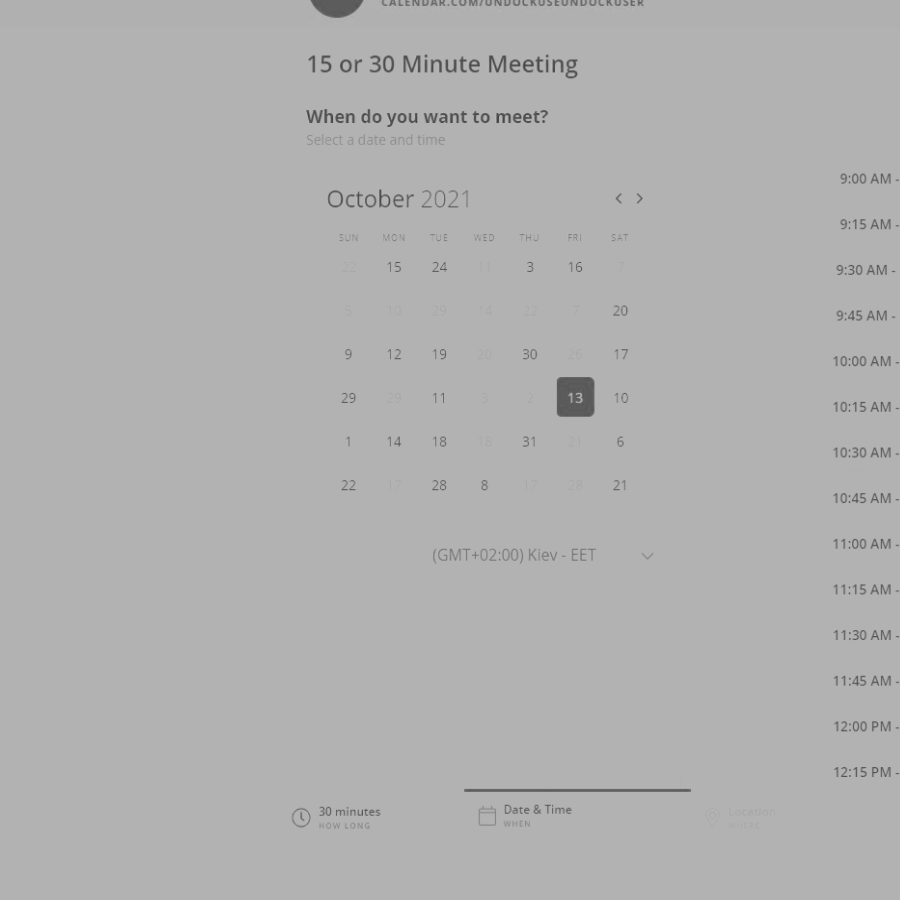 CALENDAR.COM/UNDOCKUSEUNDOCKUSER
15 or 30 Minute Meeting
When do you want to meet?
Select a date and time
October 2021
SUN MON TUE WED THU FRI SAT
22 15 24 11 3 16 7
5 10 29 14 22 7 20
9 12 19 20 30 26 17
29 29 11 3 2 13 10
1 14 18 18 31 21 6
22 17 28 8 17 28 21
(GMT+02:00) Kiev - EET
9:00 AM -
9:15 AM -
9:30 AM -
9:45 AM -
10:00 AM -
10:15 AM -
10:30 AM -
10:45 AM -
11:00 AM -
11:15 AM -
11:30 AM -
11:45 AM -
12:00 PM -
12:15 PM -
30 minutes
HOW LONG
Date & Time
WHEN
Location
WHERE